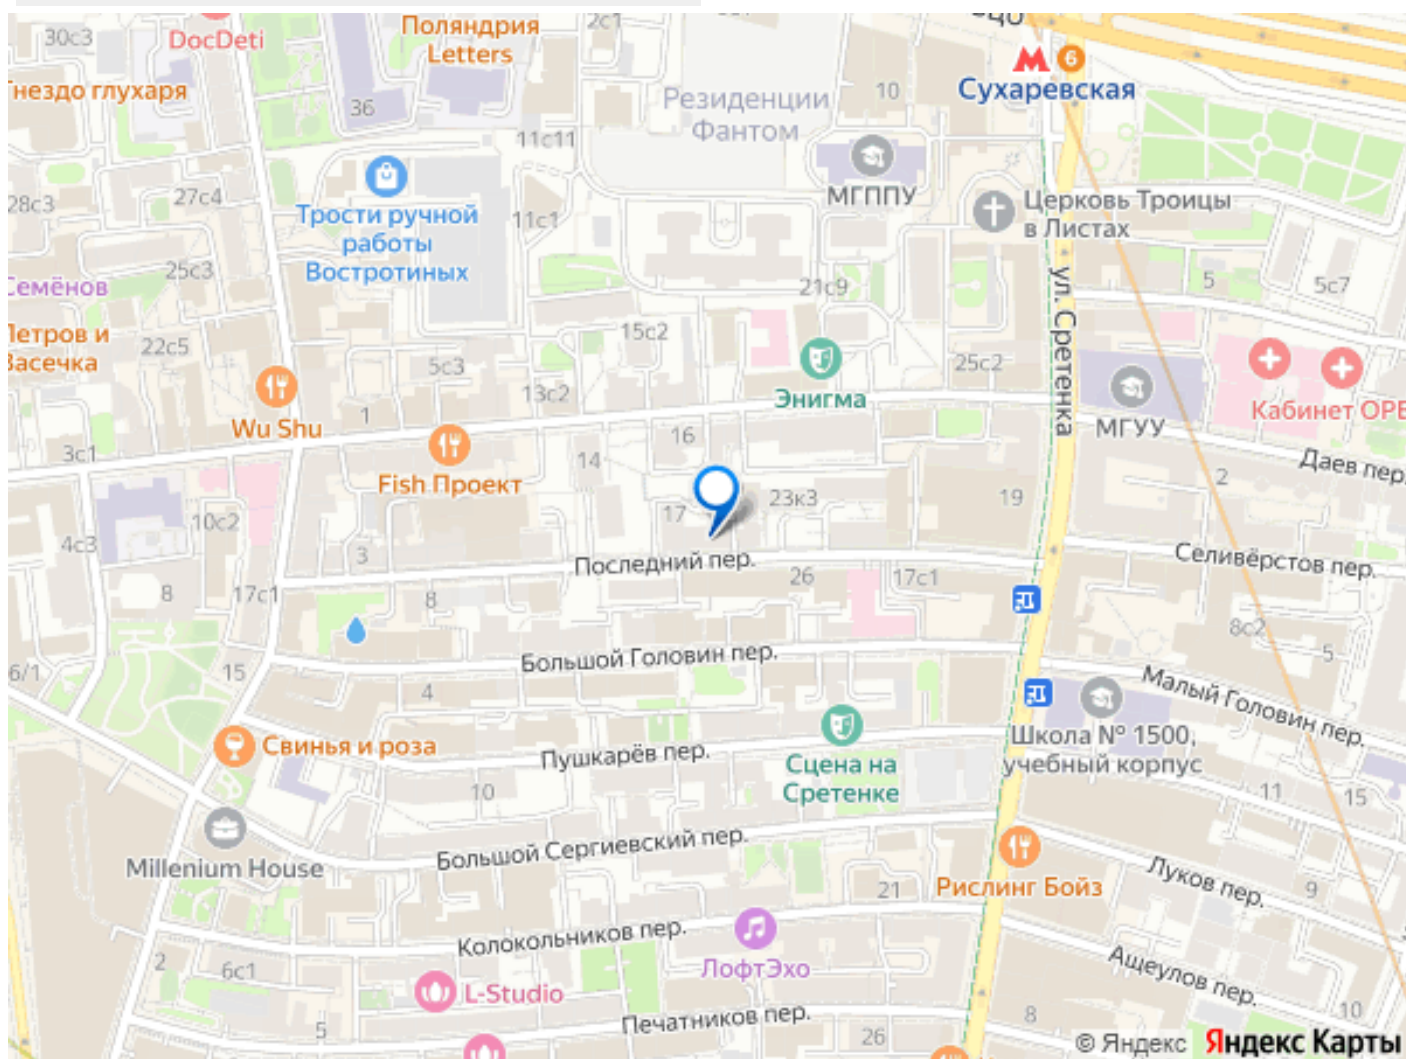 30с3
DocDeti
Поляндрия
Letters
2с1
Сухаревская
6
Гнездо глухаря
36
Резиденции
Фантом
10
11с11
МГППУ
28с3
27с4
Трости ручной
работы
Востротиных
11с1
Церковь Троицы
в Листах
25с3
Семёнов
21с9
5
5с7
ул. Сретенка
Петров и
Васечка
22с5
15с2
5с3
25с2
13с2
Энигма
1
Wu Shu
МГУУ
Кабинет ОРВ
3с1
16
14
Fish Проект
Даев пер.
2
10с2
17
23к3
19
4с3
3
Последний пер.
Селивёрстов пер.
26
17с1
8
17с1
8
8с2
5
6/1
15
Большой Головин пер.
4
Малый Головин пер.
Свинья и роза
Пушкарёв пер.
Сцена на
Сретенке
Школа № 1500,
учебный корпус
10
11
15
Millenium House
Большой Сергиевский пер.
Рислинг Бойз
21
Луков пер.
9
Колокольников пер.
ЛофтЭхо
2
6с1
L-Studio
Ащеулов пер.
5
Печатников пер.
26
8
10
© Яндекс Яндекс Карты